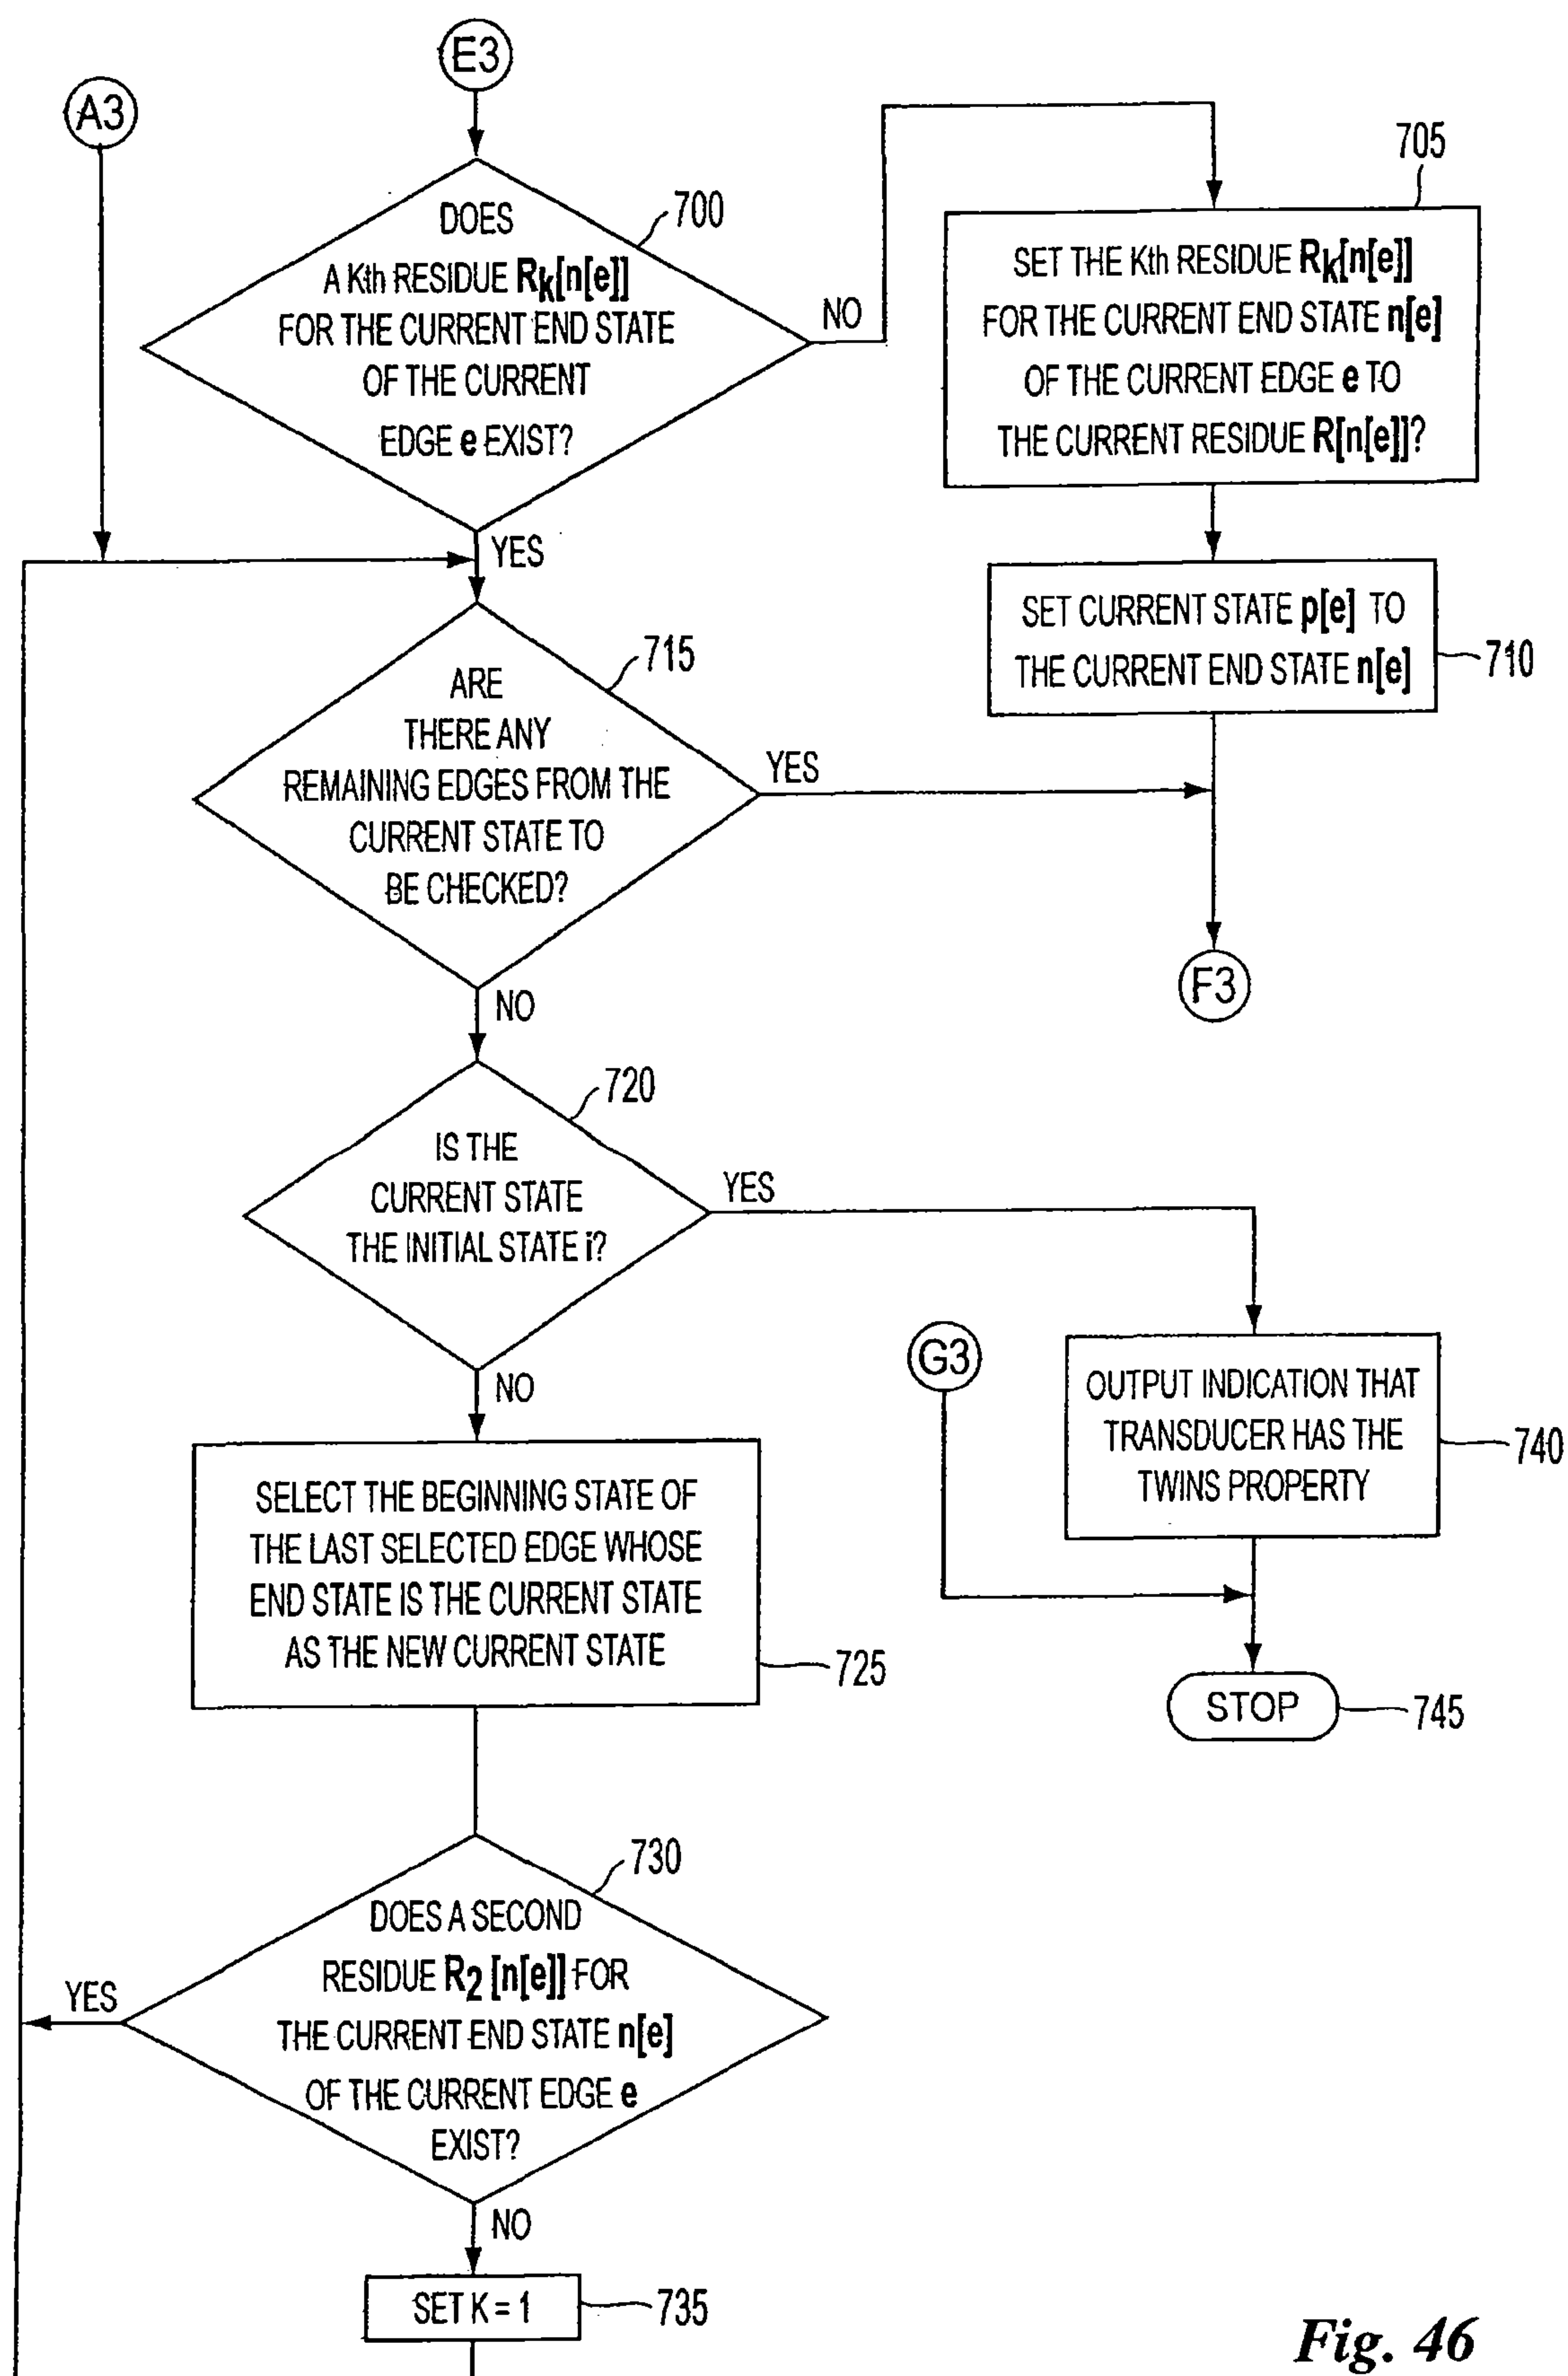 E3
A3
DOES
A Kth RESIDUE Rk[n[e]]
FOR THE CURRENT END STATE
OF THE CURRENT
EDGE e EXIST?
700
NO
705
SET THE Kth RESIDUE Rk[n[e]]
FOR THE CURRENT END STATE n[e]
OF THE CURRENT EDGE e TO
THE CURRENT RESIDUE R[n[e]]?
YES
SET CURRENT STATE p[e] TO
THE CURRENT END STATE n[e]
710
ARE
THERE ANY
REMAINING EDGES FROM THE
CURRENT STATE TO
BE CHECKED?
715
YES
F3
NO
IS THE
CURRENT STATE
THE INITIAL STATE i?
720
YES
G3
OUTPUT INDICATION THAT
TRANSDUCER HAS THE
TWINS PROPERTY
740
NO
SELECT THE BEGINNING STATE OF
THE LAST SELECTED EDGE WHOSE
END STATE IS THE CURRENT STATE
AS THE NEW CURRENT STATE
725
STOP
745
DOES A SECOND
RESIDUE R2 [n[e]] FOR
THE CURRENT END STATE n[e]
OF THE CURRENT EDGE e
EXIST?
730
YES
NO
SET K = 1
735
Fig. 46